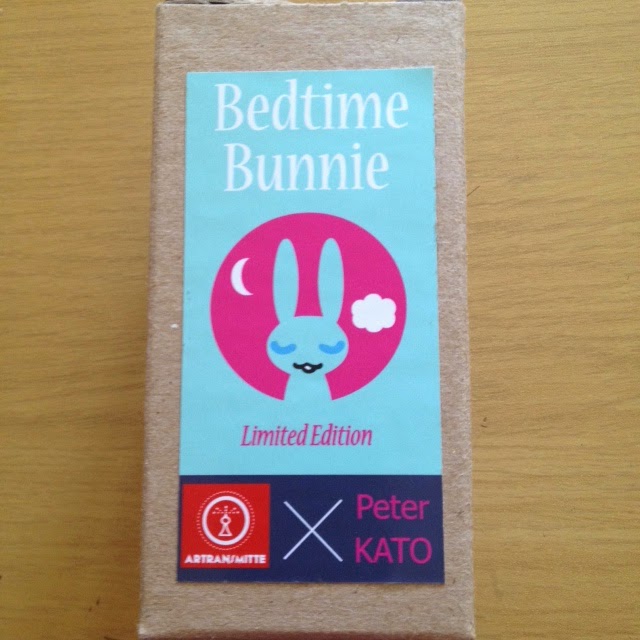 Bedtime
Bunnie
Limited Edition
ARTRANSMITTE
X
Peter
KATO